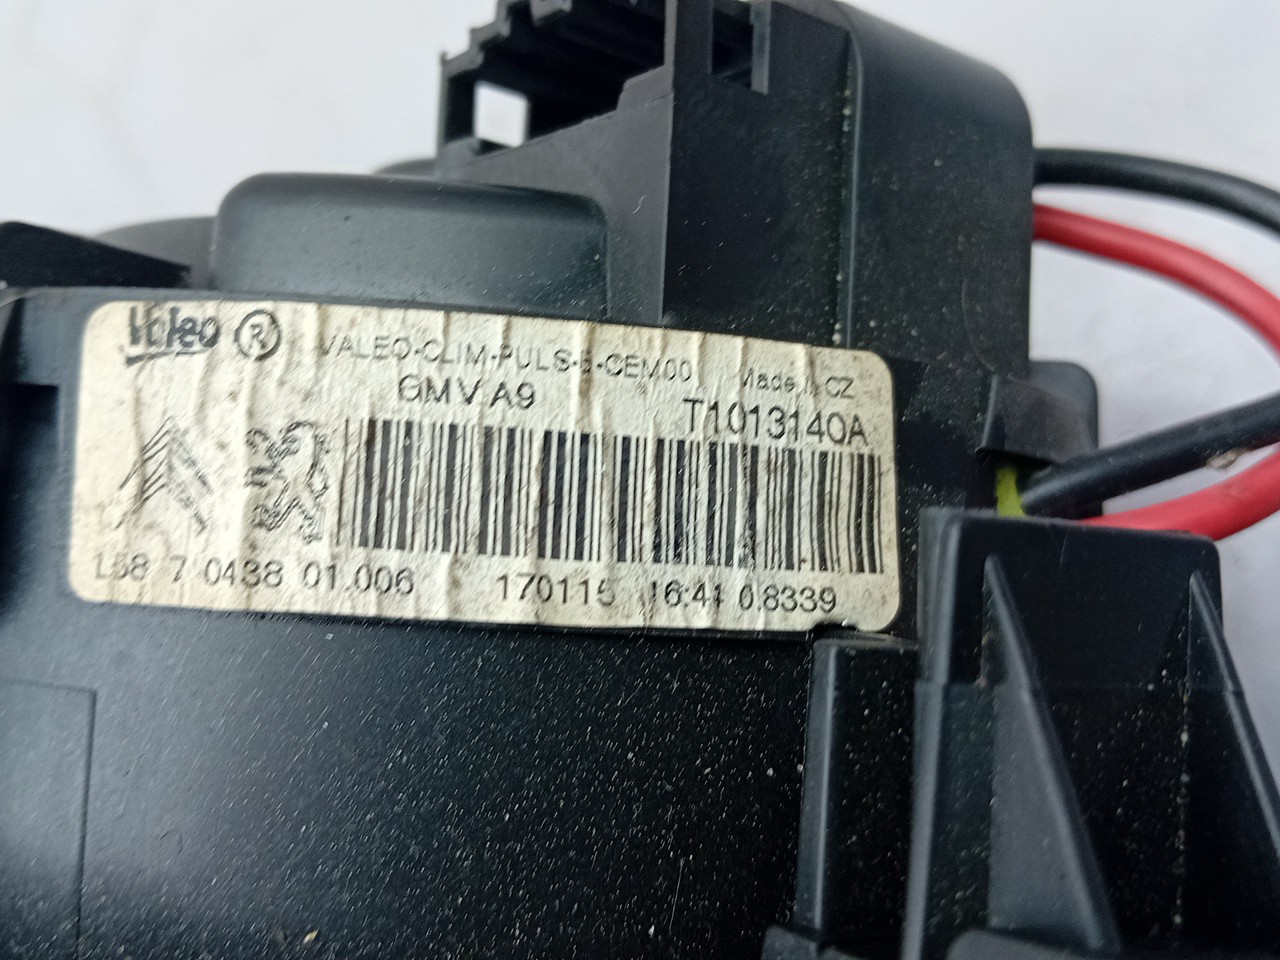 Valeo ®
VALEO-CLIM-PULS-5-CEM00 Made in CZ
GMV A9
T1013140A
L58 7 0438 01.006 170115 16:41 0.8339